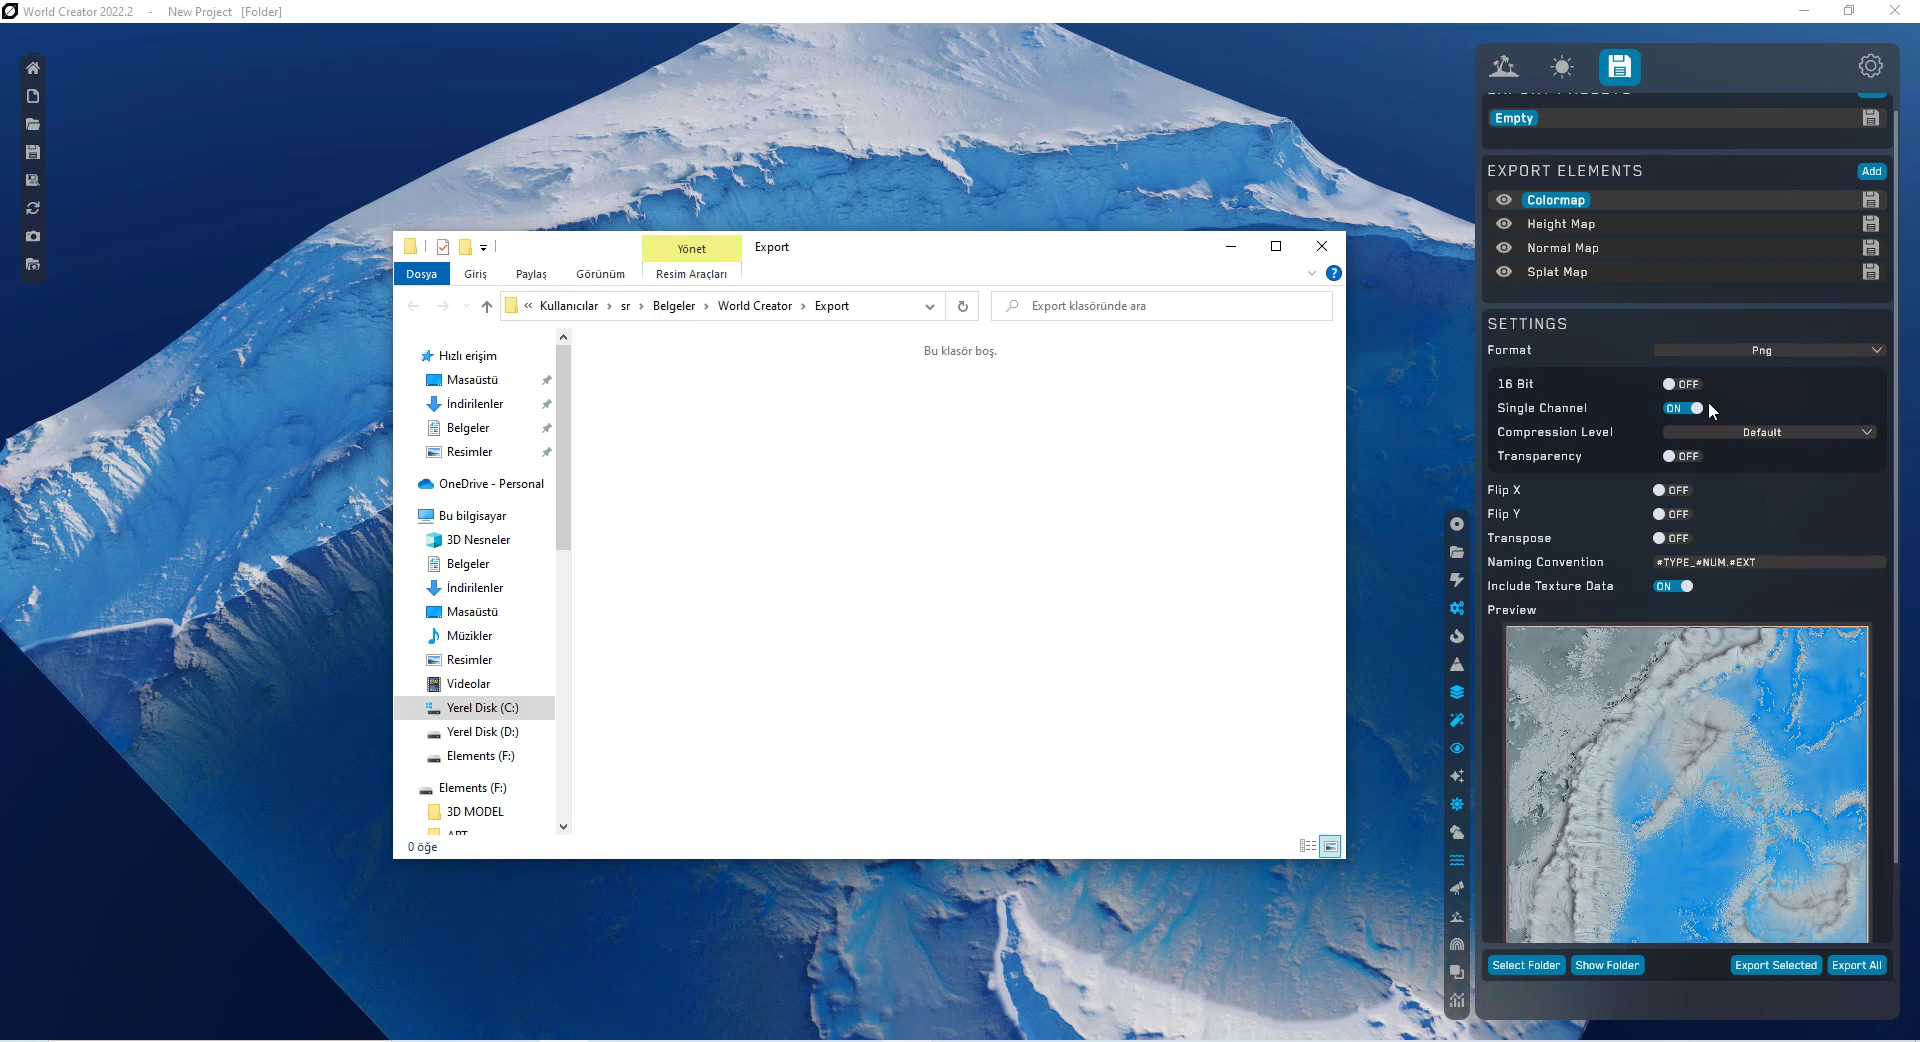 World Creator 2022.2 - New Project [Folder]
Empty
EXPORT ELEMENTS Add
Colormap
Height Map
Normal Map
Splat Map
SETTINGS
Format Png
16 Bit OFF
Single Channel ON
Compression Level Default
Transparency OFF
Flip X OFF
Flip Y OFF
Transpose OFF
Naming Convention #TYPE_#NUM.#EXT
Include Texture Data ON
Preview
Select Folder Show Folder Export Selected Export All
Yönet Export
Dosya Giriş Paylaş Görünüm Resim Araçları
« Kullanıcılar › sr › Belgeler › World Creator › Export
Export klasöründe ara
Bu klasör boş.
Hızlı erişim
Masaüstü
İndirilenler
Belgeler
Resimler
OneDrive - Personal
Bu bilgisayar
3D Nesneler
Belgeler
İndirilenler
Masaüstü
Müzikler
Resimler
Videolar
Yerel Disk (C:)
Yerel Disk (D:)
Elements (F:)
Elements (F:)
3D MODEL
0 öğe